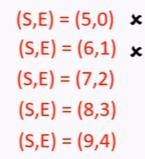 (S,E) = (5,0) ×
(S,E) = (6,1) ×
(S,E) = (7,2)
(S,E) = (8,3)
(S,E) = (9,4)